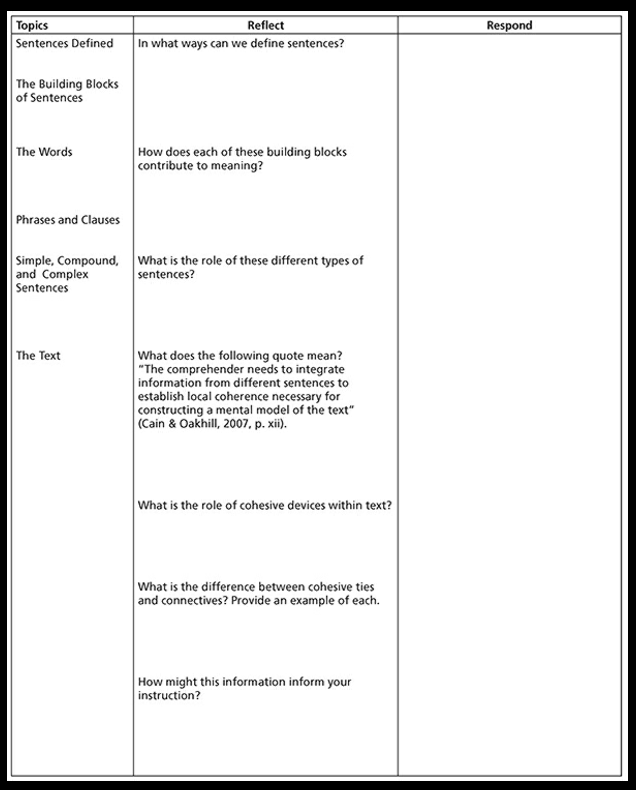 Topics Reflect Respond
Sentences Defined In what ways can we define sentences?
The Building Blocks
of Sentences
The Words How does each of these building blocks
contribute to meaning?
Phrases and Clauses
Simple, Compound, What is the role of these different types of
and Complex sentences?
Sentences
The Text What does the following quote mean?
"The comprehender needs to integrate
information from different sentences to
establish local coherence necessary for
constructing a mental model of the text"
(Cain & Oakhill, 2007, p. xii).
What is the role of cohesive devices within text?
What is the difference between cohesive ties
and connectives? Provide an example of each.
How might this information inform your
instruction?